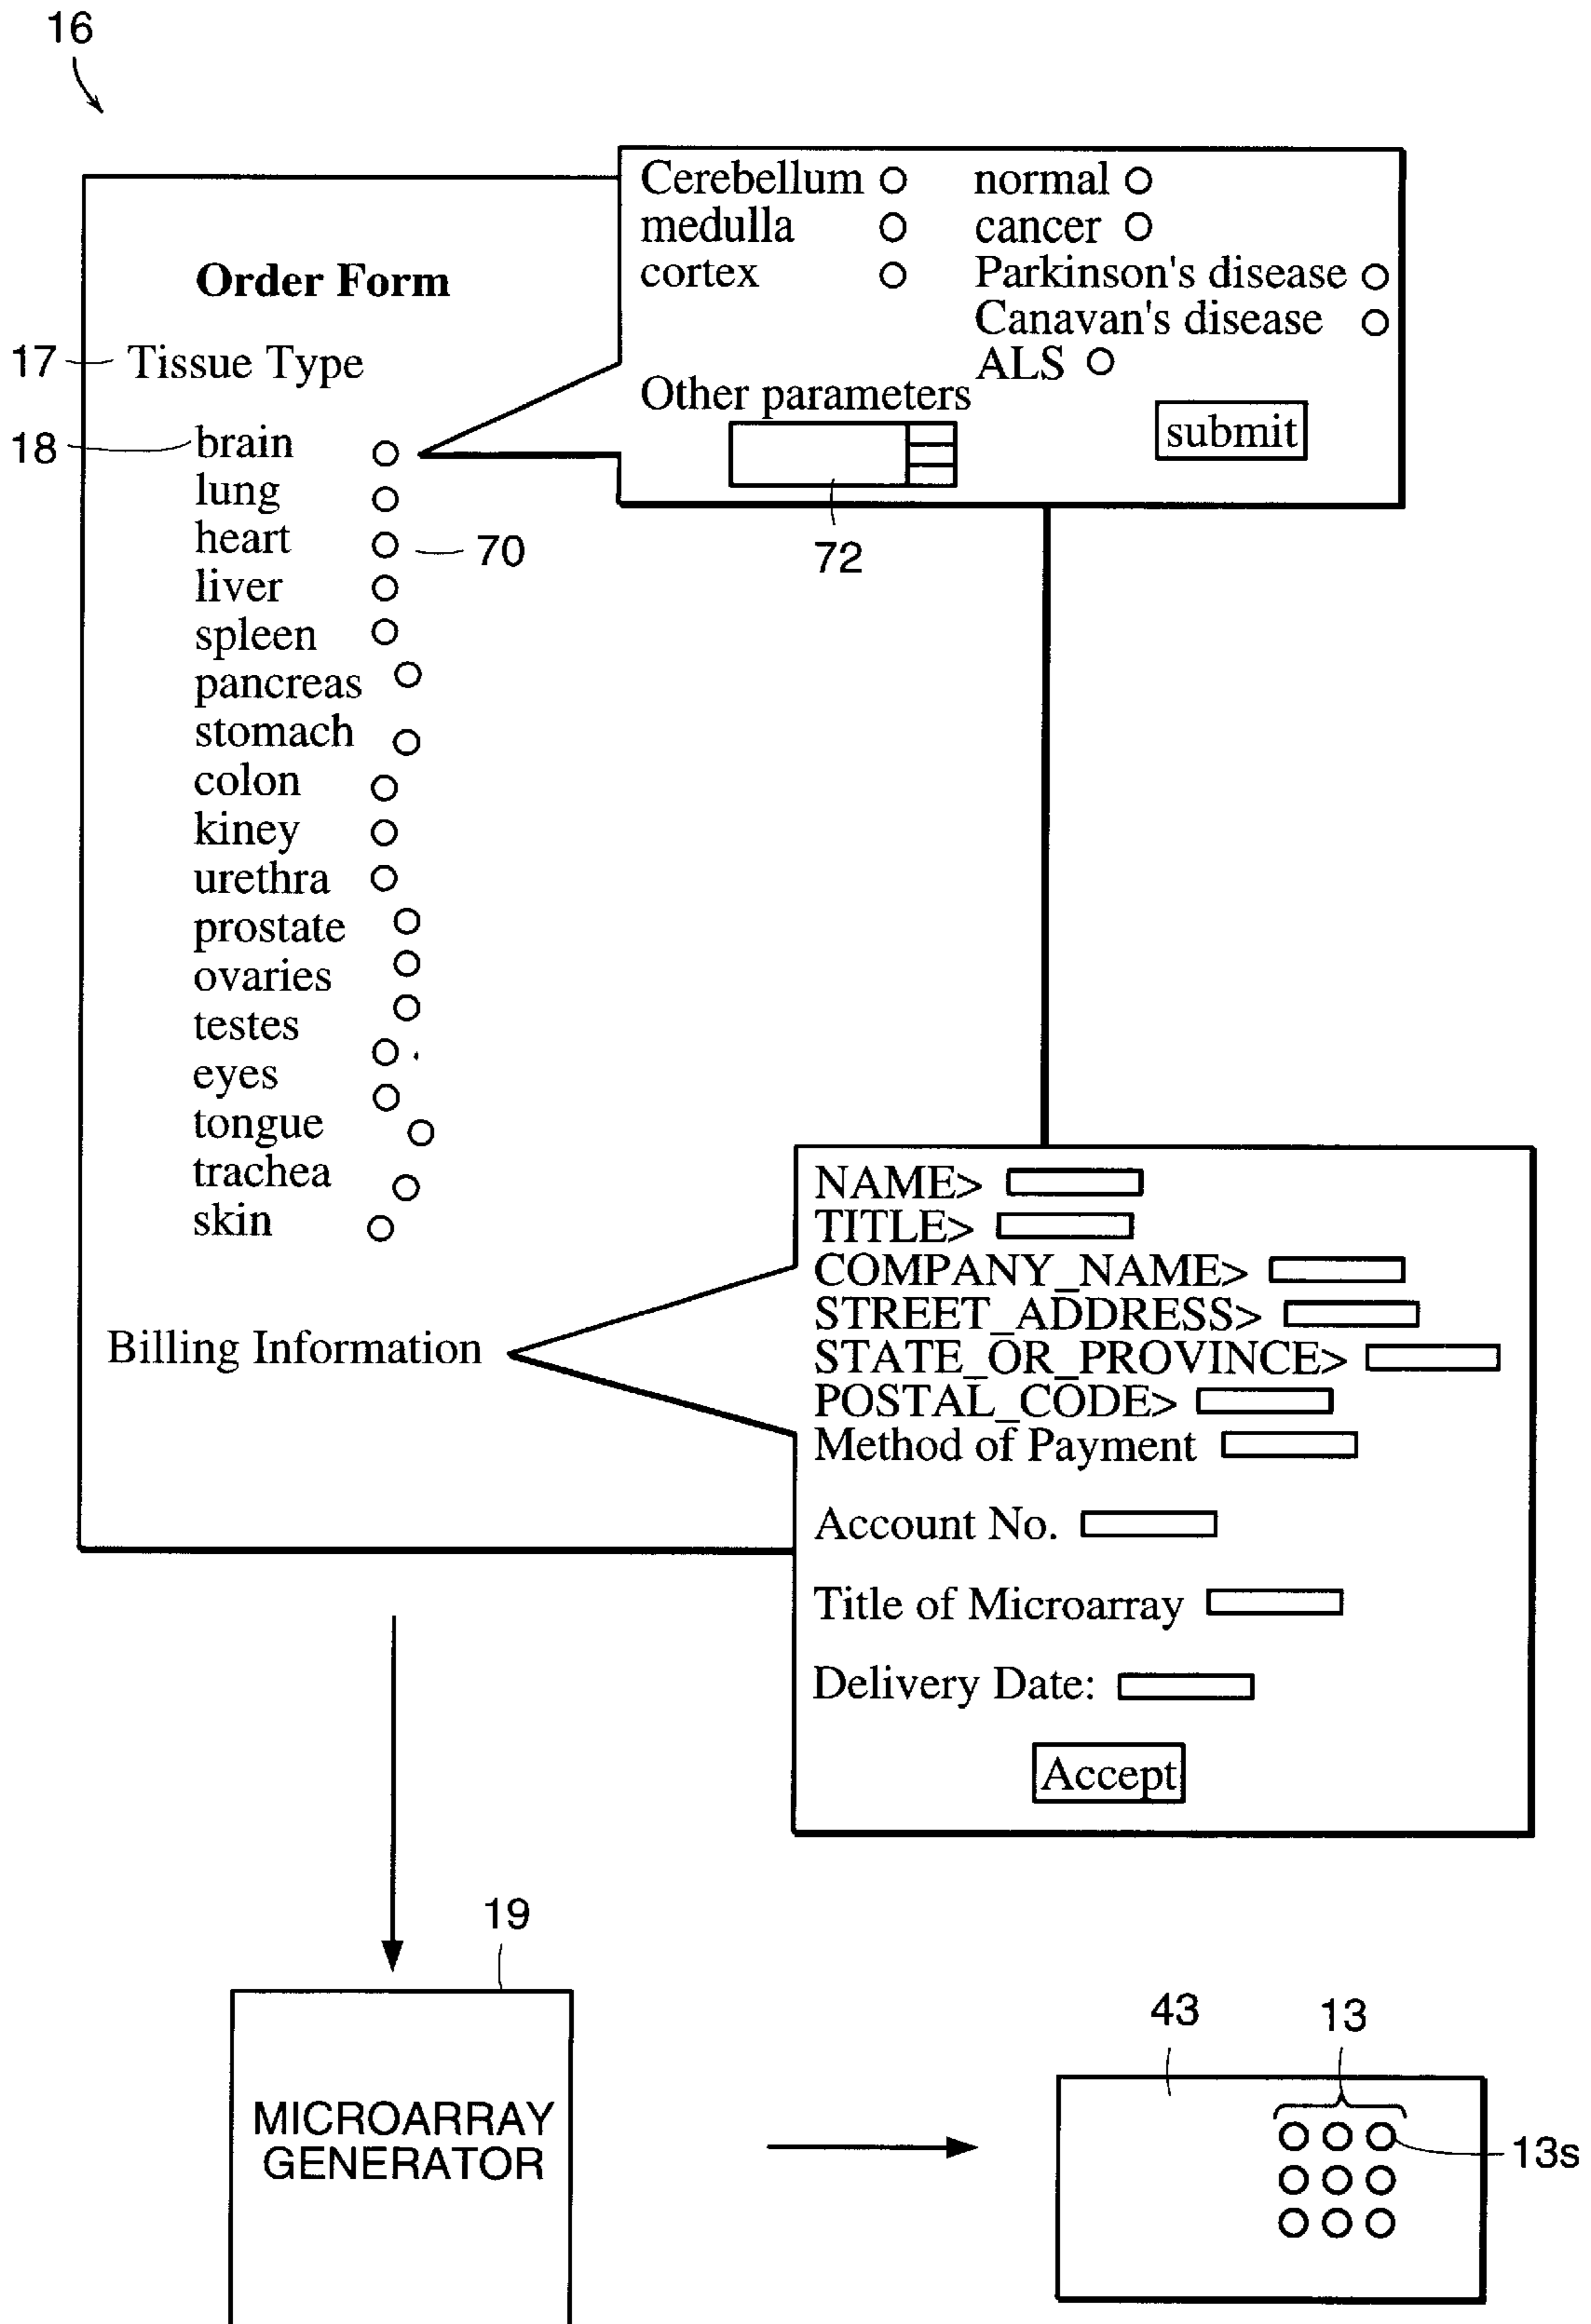 16
Order Form
17 Tissue Type
18 brain
lung
heart 70
liver
spleen
pancreas
stomach
colon
kiney
urethra
prostate
ovaries
testes
eyes
tongue
trachea
skin
Billing Information
Cerebellum normal
medulla cancer
cortex Parkinson's disease
Canavan's disease
ALS
Other parameters
submit
72
NAME>
TITLE>
COMPANY_NAME>
STREET_ADDRESS>
STATE_OR_PROVINCE>
POSTAL_CODE>
Method of Payment
Account No.
Title of Microarray
Delivery Date:
Accept
19
MICROARRAY
GENERATOR
43 13
13s